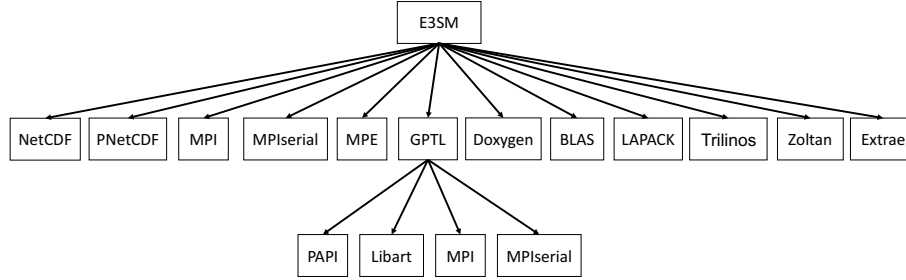 E3SM
NetCDF PNetCDF MPI MPIserial MPE GPTL Doxygen BLAS LAPACK Trilinos Zoltan Extrae
PAPI Libart MPI MPIserial